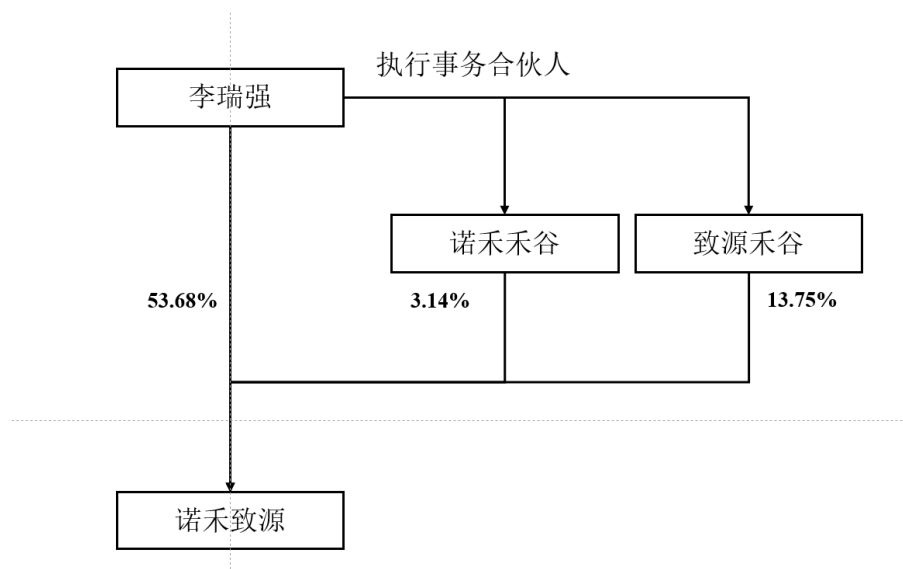 执行事务合伙人
李瑞强
诺禾禾谷
致源禾谷
53.68%
3.14%
13.75%
诺禾致源